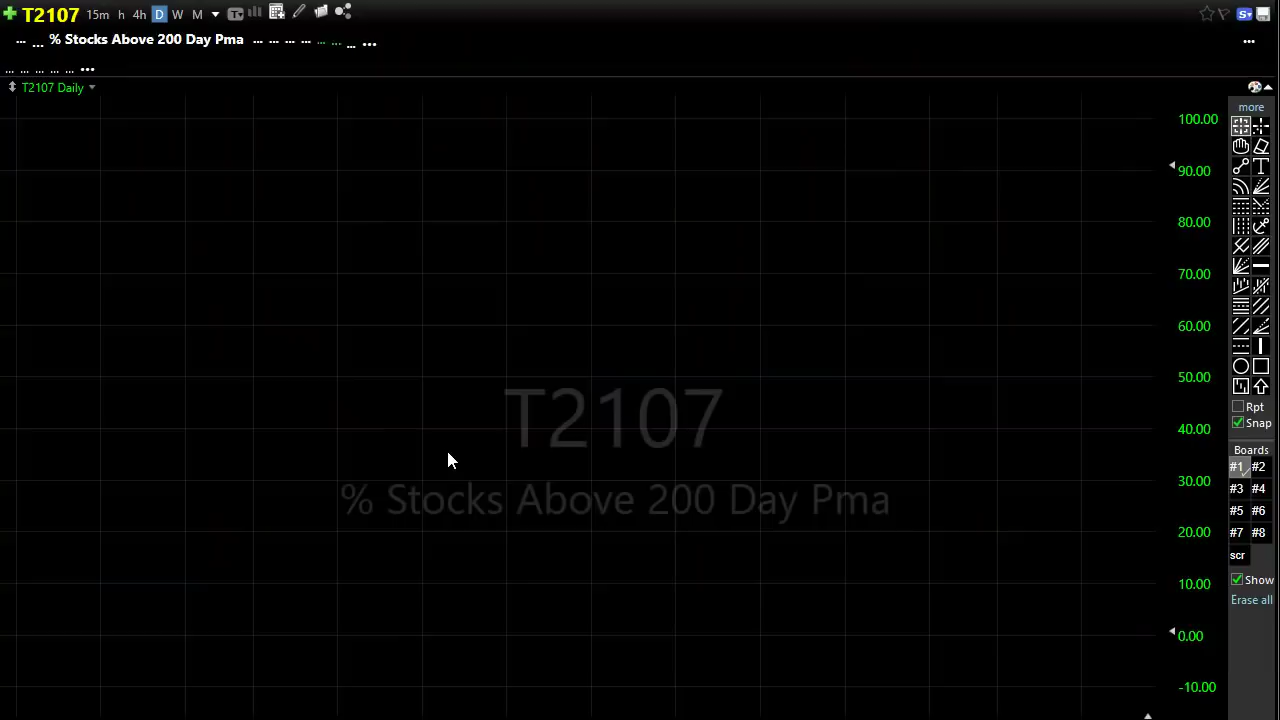 T2107 15m h 4h D W M
... ... % Stocks Above 200 Day Pma ... ... ... ... ... ... ... ... ...
... ... ... ... ... ...
T2107 Daily
more
100.00
90.00
80.00
70.00
60.00
50.00
40.00
30.00
20.00
10.00
0.00
-10.00
T2107
% Stocks Above 200 Day Pma
Rpt
Snap
Boards
#1 #2
#3 #4
#5 #6
#7 #8
scr
Show
Erase all